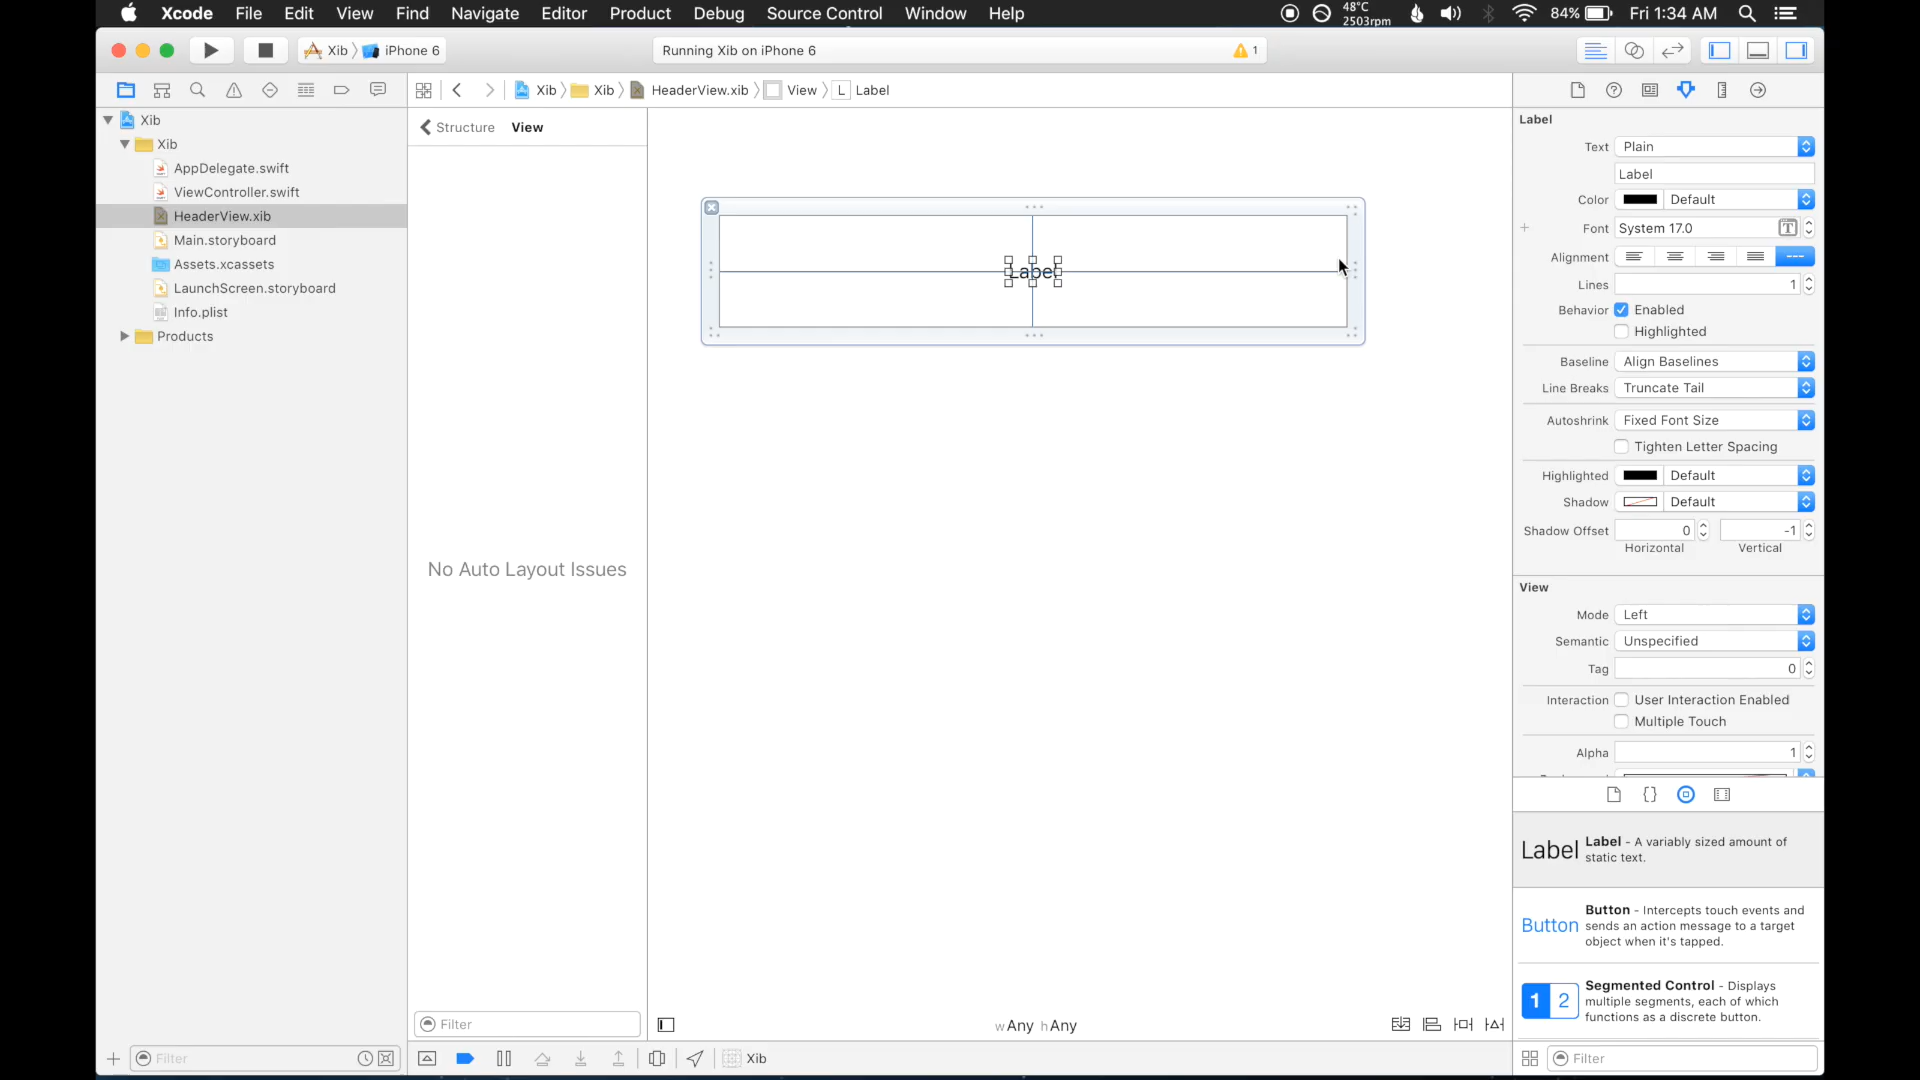 Xcode File Edit View Find Navigate Editor Product Debug Source Control Window Help 48°C 2503rpm 84% Fri 1:34 AM
Xib iPhone 6 Running Xib on iPhone 6 1
Xib Xib HeaderView.xib View L Label
Xib
Xib
AppDelegate.swift
ViewController.swift
HeaderView.xib
Main.storyboard
Assets.xcassets
LaunchScreen.storyboard
Info.plist
Products
Filter
Structure View
No Auto Layout Issues
Filter
Label
wAny hAny
Xib
Label
Text Plain
Label
Color Default
Font System 17.0 T
Alignment
Lines 1
Behavior Enabled
Highlighted
Baseline Align Baselines
Line Breaks Truncate Tail
Autoshrink Fixed Font Size
Tighten Letter Spacing
Highlighted Default
Shadow Default
Shadow Offset 0 -1
Horizontal Vertical
View
Mode Left
Semantic Unspecified
Tag 0
Interaction User Interaction Enabled
Multiple Touch
Alpha 1
{}
Label Label - A variably sized amount of
static text.
Button Button - Intercepts touch events and
sends an action message to a target
object when it's tapped.
1 2 Segmented Control - Displays
multiple segments, each of which
functions as a discrete button.
Filter